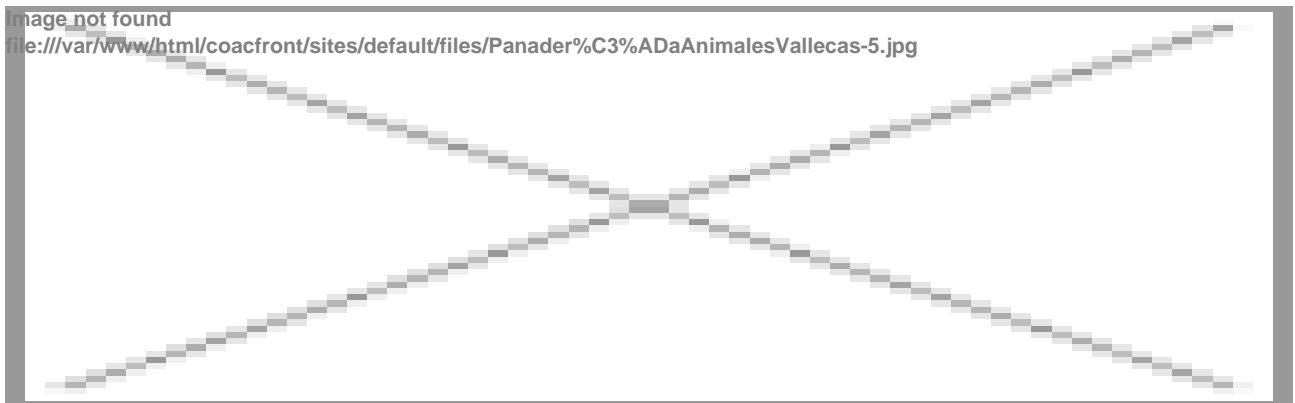 Image not found
file:///var/www/html/coacfront/sites/default/files/Panader%C3%ADaAnimalesVallecas-5.jpg